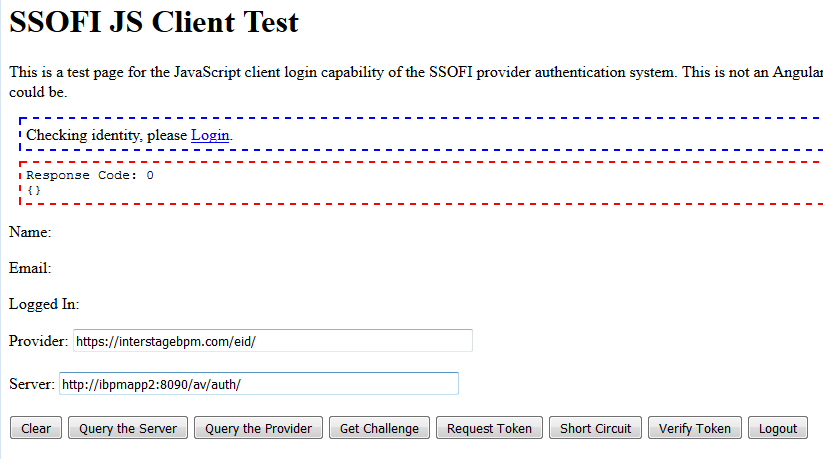 SSOFI JS Client Test
This is a test page for the JavaScript client login capability of the SSOFI provider authentication system. This is not an Angular
could be.
Checking identity, please Login.
Response Code: 0
{}
Name:
Email:
Logged In:
Provider: https://interstagebpm.com/eid/
Server: http://ibpmapp2:8090/av/auth/
Clear Query the Server Query the Provider Get Challenge Request Token Short Circuit Verify Token Logout